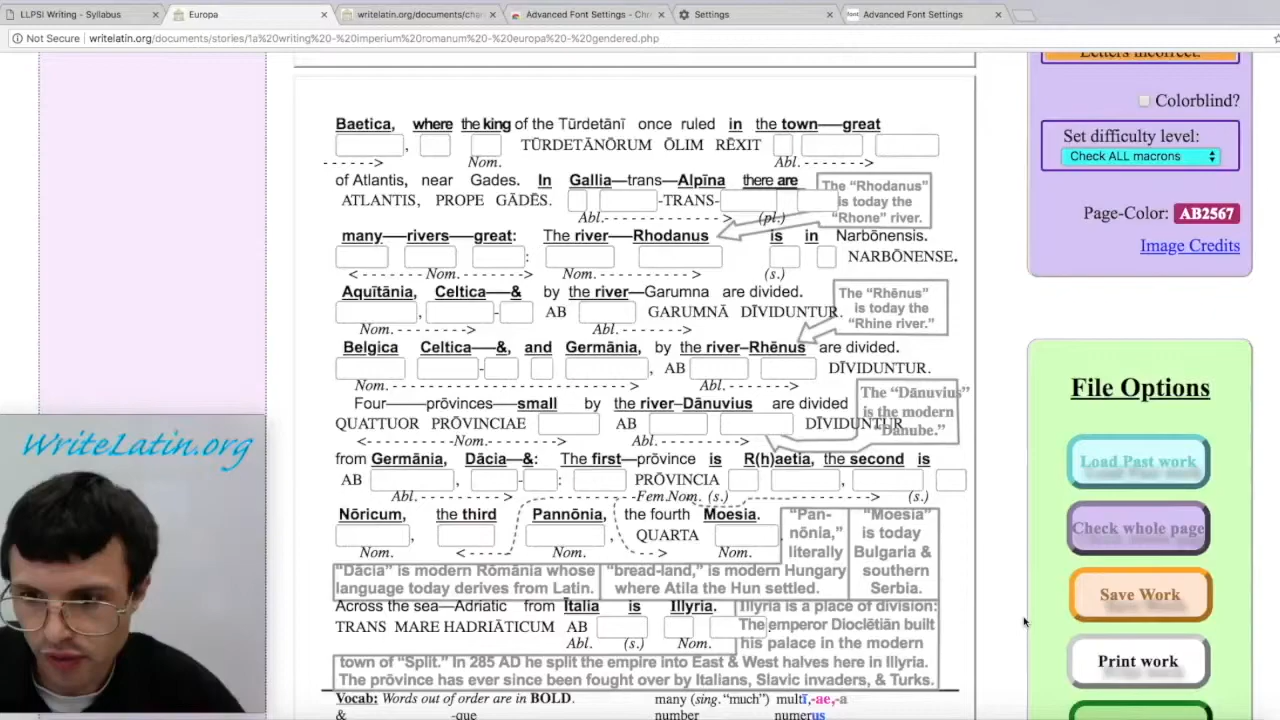 LLPSI Writing - Syllabus
Europa
writelatin.org/documents/cha
Advanced Font Settings - Chro
Settings
Advanced Font Settings
Not Secure | writelatin.org/documents/stories/1a%20writing%20-%20imperium%20romanum%20-%20europa%20-%20gendered.php
Letters incorrect:
Colorblind?
Set difficulty level:
Check ALL macrons
Page-Color: AB2567
Image Credits
File Options
Load Past work
Check whole page
Save Work
Print work
Baetica, where the king of the Tūrdetānī once ruled in the town—great
, TŪRDETĀNŌRUM ŌLIM RĒXIT
------> Nom. Abl.-------->
of Atlantis, near Gades. In Gallia—trans—Alpīna there are
ATLANTIS, PROPE GĀDĒS. -TRANS-
Abl.- - - - - - - - - - - - > (pl.)
The “Rhodanus”
is today the
“Rhone” river.
many—rivers—great: The river—Rhodanus is in Narbōnensis.
: NARBŌNENSE.
<------- Nom.------> Nom.---------> (s.)
Aquītānia, Celtica—& by the river—Garumna are divided.
, - AB GARUMNĀ DĪVIDUNTUR.
Nom. - - - - - - - -> Abl. - - - - - - ->
The “Rhēnus”
is today the
“Rhine river.”
Belgica Celtica—&, and Germānia, by the river–Rhēnus are divided.
- , AB DĪVIDUNTUR.
Nom.- - - - - - - - - - - - - - - - - - - - - - - - > Abl.- - - - - - - ->
Four——prōvinces—small by the river–Dānuvius are divided
QUATTUOR PRŌVINCIAE AB DĪVIDUNTUR
<---------Nom.---------> Abl.----------->
The “Dānuvius”
is the modern
“Danube.”
from Germānia, Dācia—&: The first—prōvince is R(h)aetia, the second is
AB , - : PRŌVINCIA ,
Abl.- - - - - - - - - - > - - - -Fem.Nom. (s.) - - - - - - - - - - - - > (s.)
Nōricum, the third Pannōnia, the fourth Moesia.
, , QUARTA
Nom. <- - - - Nom. - - -> Nom.
“Pan-
nōnia,”
literally
“Moesia”
is today
Bulgaria &
southern
Serbia.
“Dācia” is modern Rōmānia whose
language today derives from Latin.
“bread-land,” is modern Hungary
where Atila the Hun settled.
Across the sea—Adriatic from Ītalia is Illyria.
TRANS MARE HADRIĀTICUM AB
Abl. (s.) Nom.
Illyria is a place of division:
The emperor Dioclētiān built
his palace in the modern
town of “Split.” In 285 AD he split the empire into East & West halves here in Illyria.
The prōvince has ever since been fought over by Italians, Slavic invaders, & Turks.
Vocab: Words out of order are in BOLD.
many (sing. “much”) multī,-ae,-a
& -que
number numerus
WriteLatin.org